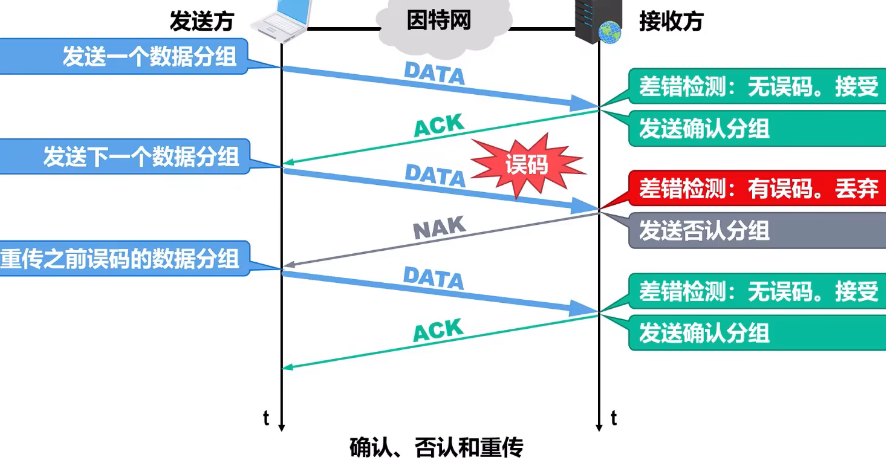 发送方
因特网
接收方
发送一个数据分组
DATA
差错检测：无误码。接受
ACK
发送确认分组
发送下一个数据分组
DATA
误码
差错检测：有误码。丢弃
NAK
发送否认分组
重传之前误码的数据分组
DATA
差错检测：无误码。接受
ACK
发送确认分组
t
t
确认、否认和重传